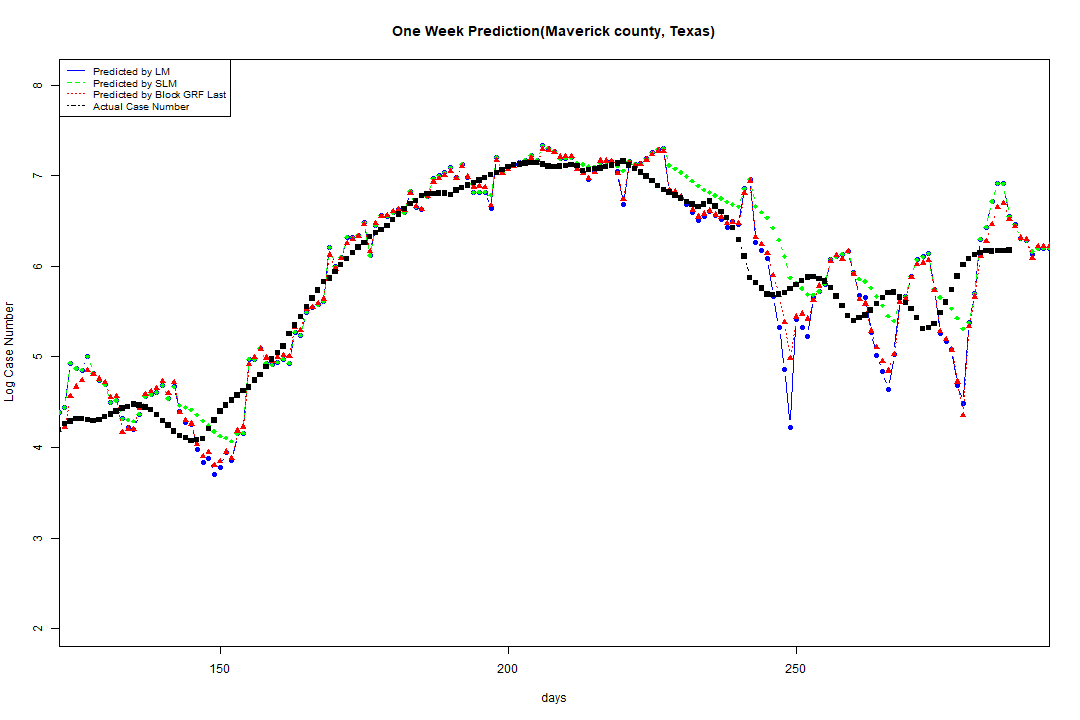 One Week Prediction(Maverick county, Texas)
Predicted by LM
Predicted by SLM
Predicted by Block GRF Last
Actual Case Number
8
7
6
5
4
3
2
Log Case Number
150
200
250
days